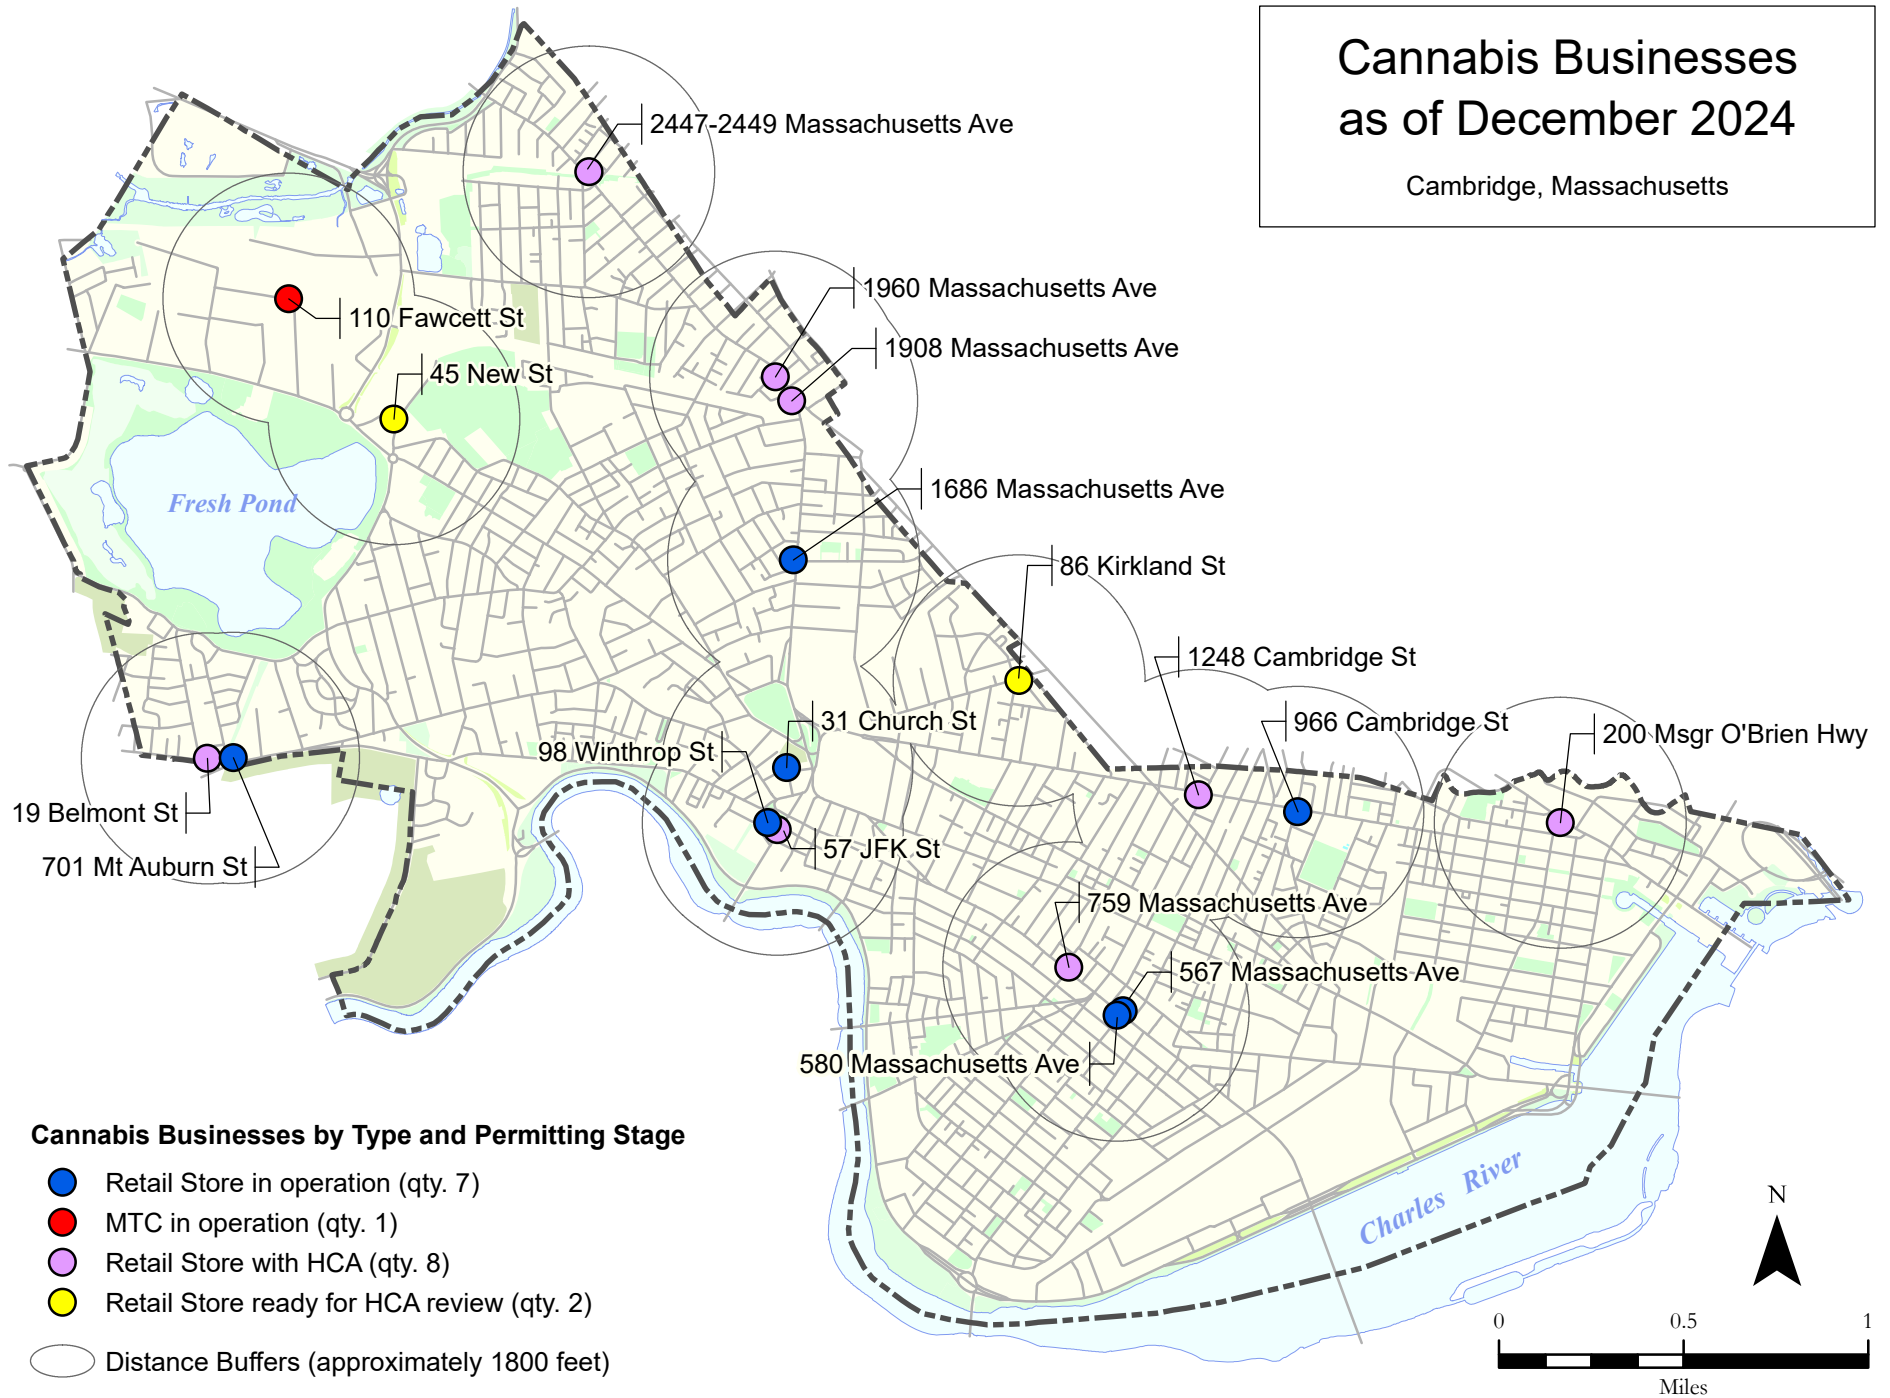 Cannabis Businesses
as of December 2024
Cambridge, Massachusetts
2447-2449 Massachusetts Ave
1960 Massachusetts Ave
110 Fawcett St
1908 Massachusetts Ave
45 New St
1686 Massachusetts Ave
Fresh Pond
86 Kirkland St
1248 Cambridge St
31 Church St
966 Cambridge St
200 Msgr O'Brien Hwy
98 Winthrop St
19 Belmont St
57 JFK St
701 Mt Auburn St
759 Massachusetts Ave
567 Massachusetts Ave
580 Massachusetts Ave
Charles River
Cannabis Businesses by Type and Permitting Stage
Retail Store in operation (qty. 7)
MTC in operation (qty. 1)
Retail Store with HCA (qty. 8)
Retail Store ready for HCA review (qty. 2)
Distance Buffers (approximately 1800 feet)
N
0 0.5 1
Miles